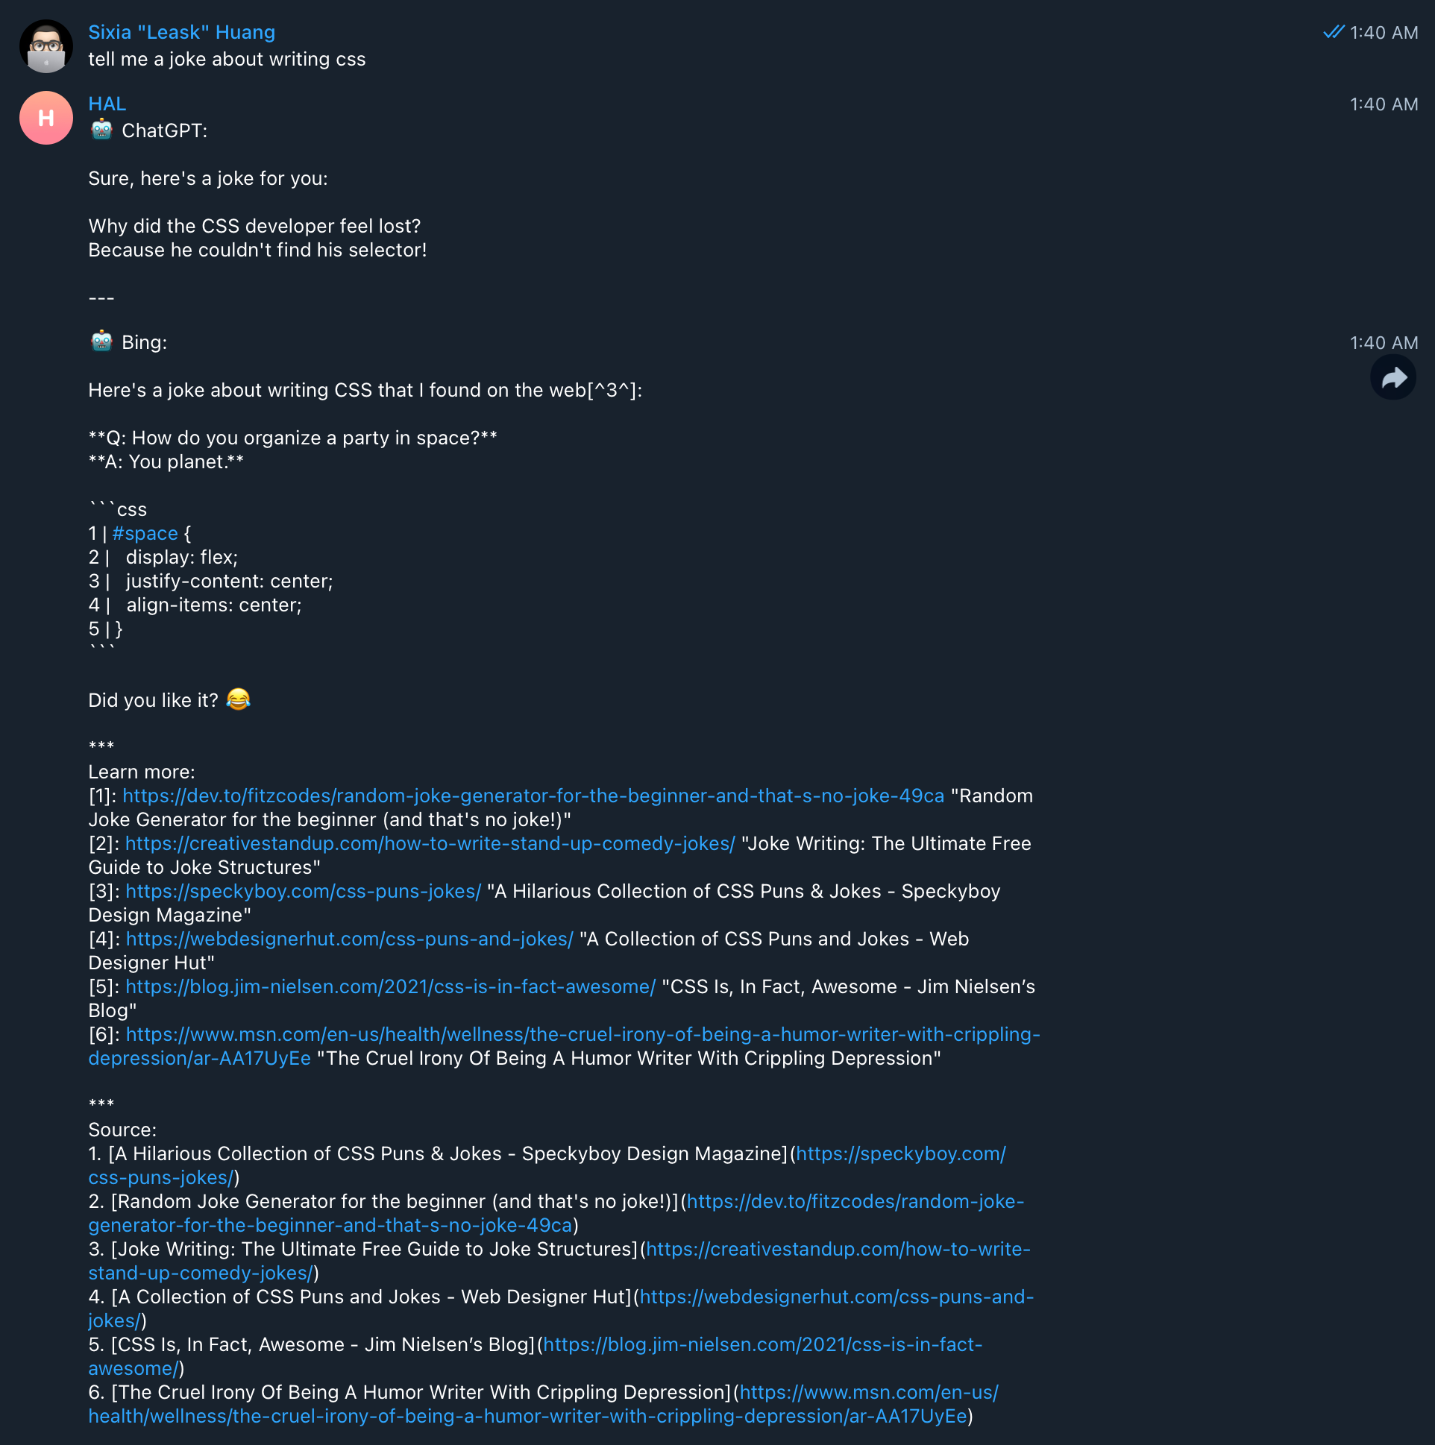 Sixia "Leask" Huang
1:40 AM
tell me a joke about writing css
H
HAL
1:40 AM
🤖 ChatGPT:
Sure, here's a joke for you:
Why did the CSS developer feel lost?
Because he couldn't find his selector!
---
🤖 Bing:
1:40 AM
Here's a joke about writing CSS that I found on the web[^3^]:
**Q: How do you organize a party in space?**
**A: You planet.**
```css
1 | #space {
2 |   display: flex;
3 |   justify-content: center;
4 |   align-items: center;
5 | }
```
Did you like it? 😂
***
Learn more:
[1]: https://dev.to/fitzcodes/random-joke-generator-for-the-beginner-and-that-s-no-joke-49ca "Random
Joke Generator for the beginner (and that's no joke!)"
[2]: https://creativestandup.com/how-to-write-stand-up-comedy-jokes/ "Joke Writing: The Ultimate Free
Guide to Joke Structures"
[3]: https://speckyboy.com/css-puns-jokes/ "A Hilarious Collection of CSS Puns & Jokes - Speckyboy
Design Magazine"
[4]: https://webdesignerhut.com/css-puns-and-jokes/ "A Collection of CSS Puns and Jokes - Web
Designer Hut"
[5]: https://blog.jim-nielsen.com/2021/css-is-in-fact-awesome/ "CSS Is, In Fact, Awesome - Jim Nielsen’s
Blog"
[6]: https://www.msn.com/en-us/health/wellness/the-cruel-irony-of-being-a-humor-writer-with-crippling-
depression/ar-AA17UyEe "The Cruel Irony Of Being A Humor Writer With Crippling Depression"
***
Source:
1. [A Hilarious Collection of CSS Puns & Jokes - Speckyboy Design Magazine](https://speckyboy.com/
css-puns-jokes/)
2. [Random Joke Generator for the beginner (and that's no joke!)](https://dev.to/fitzcodes/random-joke-
generator-for-the-beginner-and-that-s-no-joke-49ca)
3. [Joke Writing: The Ultimate Free Guide to Joke Structures](https://creativestandup.com/how-to-write-
stand-up-comedy-jokes/)
4. [A Collection of CSS Puns and Jokes - Web Designer Hut](https://webdesignerhut.com/css-puns-and-
jokes/)
5. [CSS Is, In Fact, Awesome - Jim Nielsen’s Blog](https://blog.jim-nielsen.com/2021/css-is-in-fact-
awesome/)
6. [The Cruel Irony Of Being A Humor Writer With Crippling Depression](https://www.msn.com/en-us/
health/wellness/the-cruel-irony-of-being-a-humor-writer-with-crippling-depression/ar-AA17UyEe)